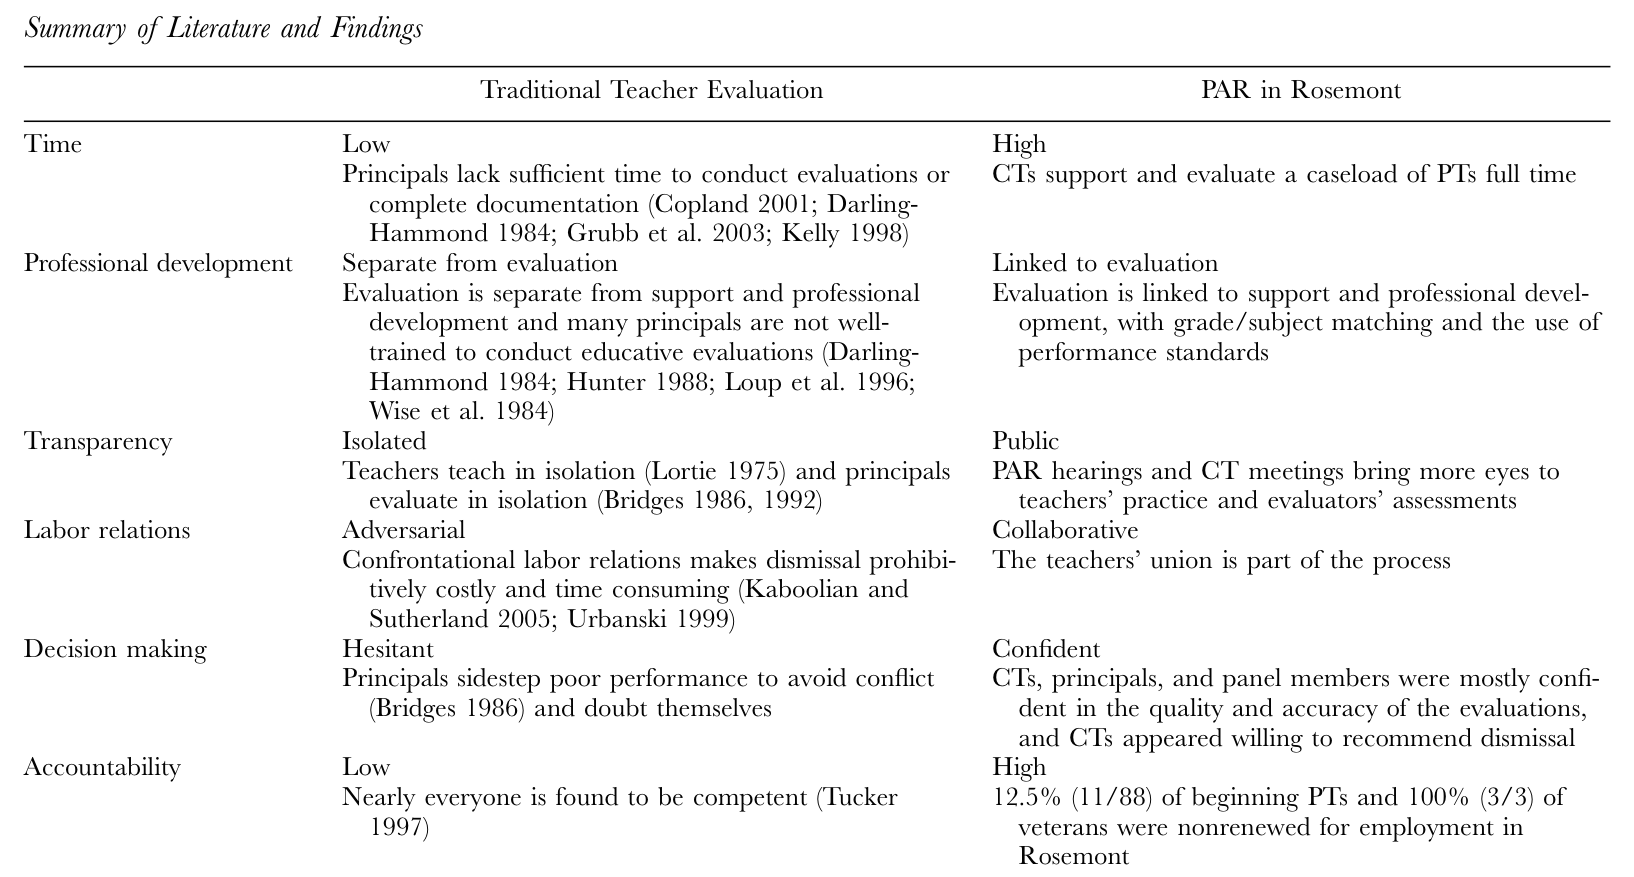 Summary of Literature and Findings
Traditional Teacher Evaluation PAR in Rosemont
Time Low High
Principals lack sufficient time to conduct evaluations or CTs support and evaluate a caseload of PTs full time
complete documentation (Copland 2001; Darling-
Hammond 1984; Grubb et al. 2003; Kelly 1998)
Professional development Separate from evaluation Linked to evaluation
Evaluation is separate from support and professional Evaluation is linked to support and professional devel-
development and many principals are not well- opment, with grade/subject matching and the use of
trained to conduct educative evaluations (Darling- performance standards
Hammond 1984; Hunter 1988; Loup et al. 1996;
Wise et al. 1984)
Transparency Isolated Public
Teachers teach in isolation (Lortie 1975) and principals PAR hearings and CT meetings bring more eyes to
evaluate in isolation (Bridges 1986, 1992) teachers' practice and evaluators' assessments
Labor relations Adversarial Collaborative
Confrontational labor relations makes dismissal prohibi- The teachers' union is part of the process
tively costly and time consuming (Kaboolian and
Sutherland 2005; Urbanski 1999)
Decision making Hesitant Confident
Principals sidestep poor performance to avoid conflict CTs, principals, and panel members were mostly confi-
(Bridges 1986) and doubt themselves dent in the quality and accuracy of the evaluations,
and CTs appeared willing to recommend dismissal
Accountability Low High
Nearly everyone is found to be competent (Tucker 12.5% (11/88) of beginning PTs and 100% (3/3) of
1997) veterans were nonrenewed for employment in
Rosemont